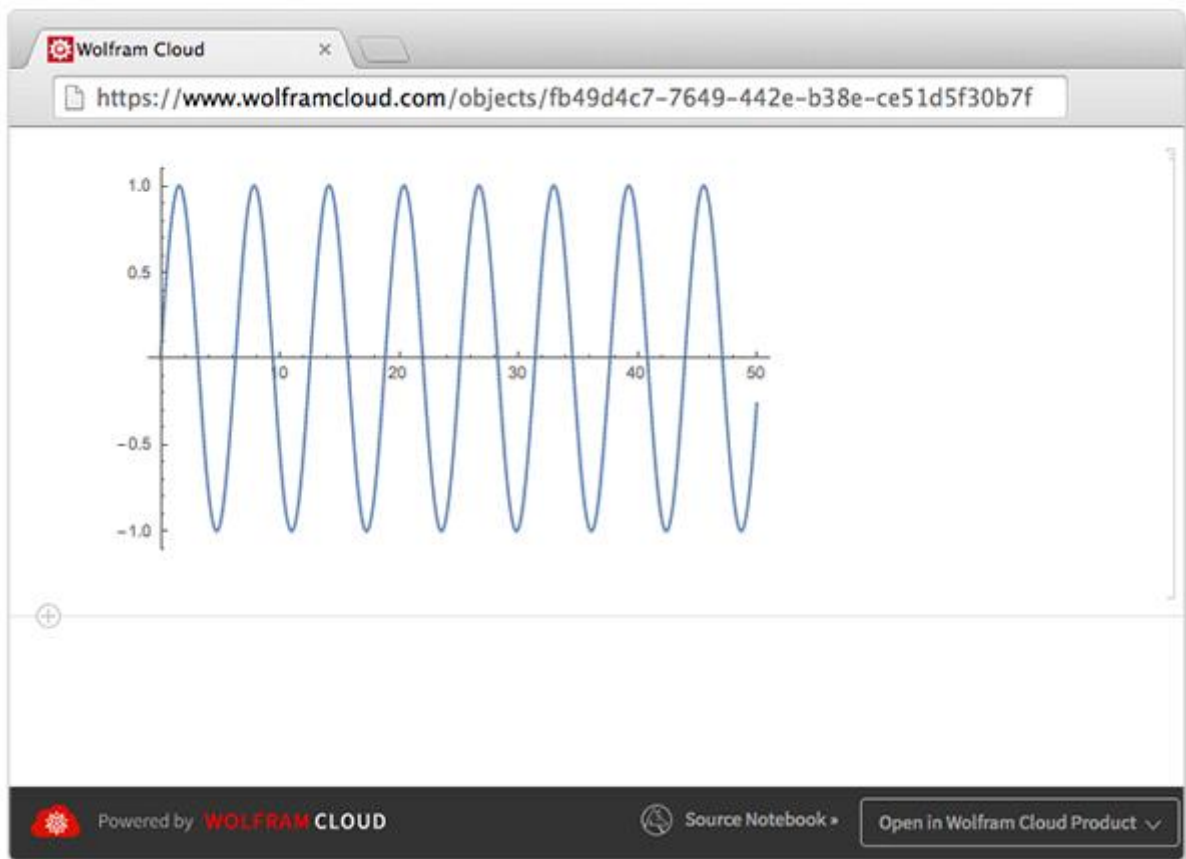 Wolfram Cloud ×
https://www.wolframcloud.com/objects/fb49d4c7-7649-442e-b38e-ce51d5f30b7f
1.0
0.5
10 20 30 40 50
-0.5
-1.0
Powered by WOLFRAM CLOUD Source Notebook » Open in Wolfram Cloud Product